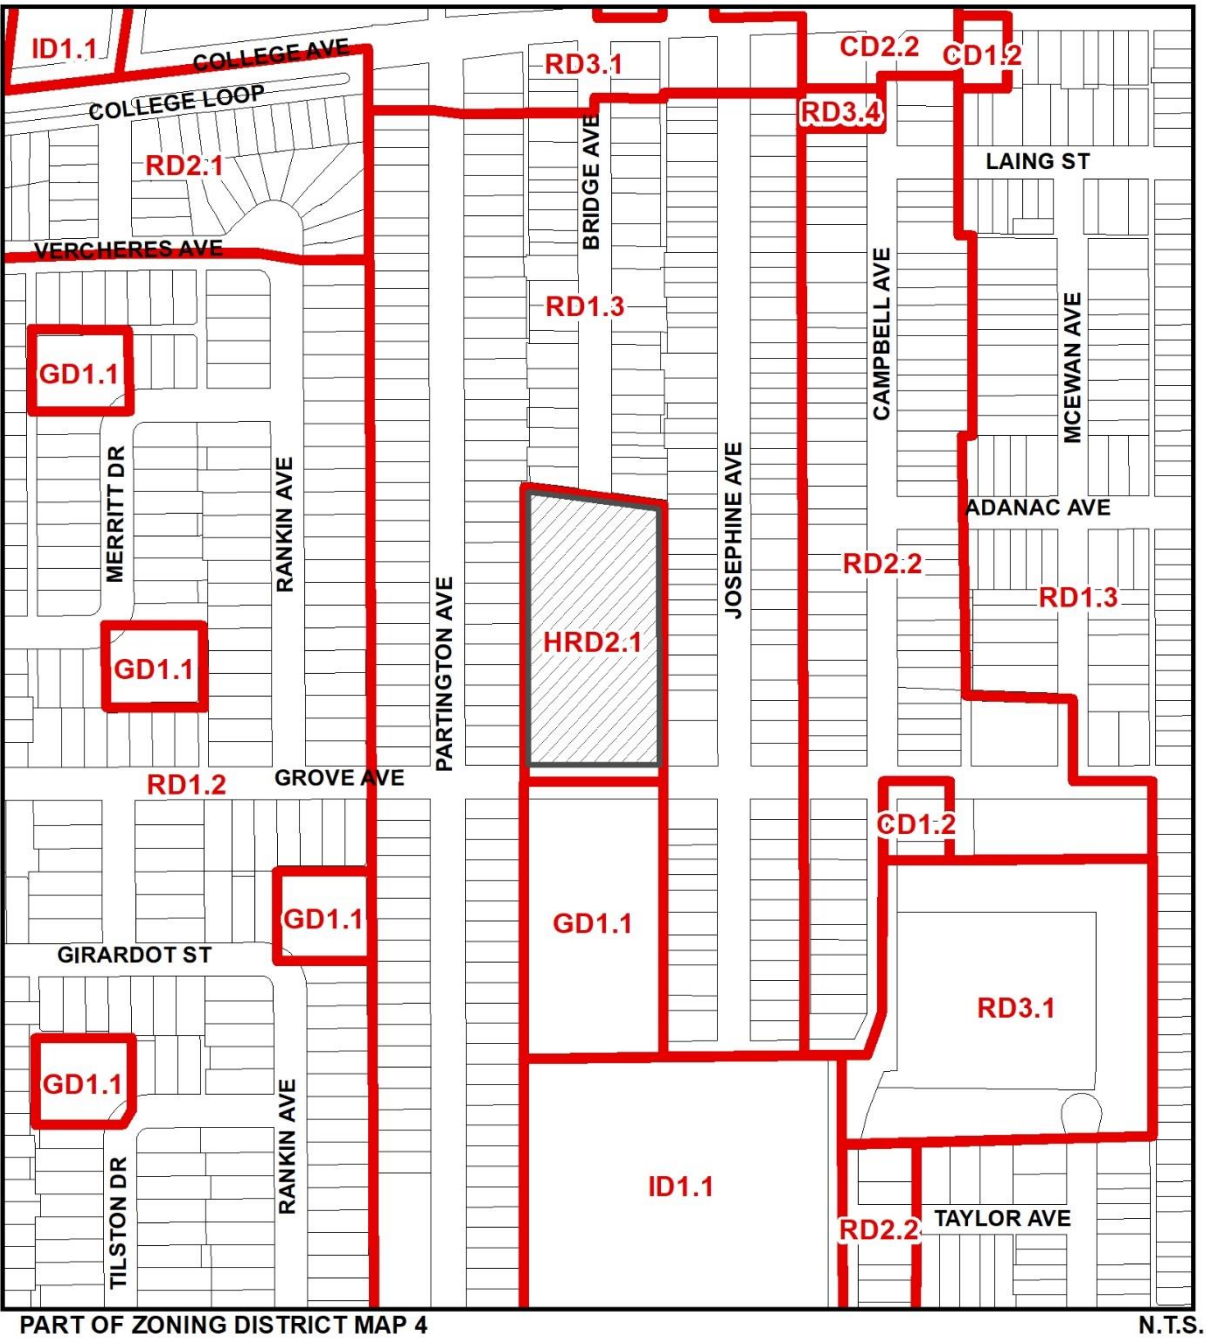 ID1.1
COLLEGE AVE
RD3.1
CD2.2
CD1.2
COLLEGE LOOP
RD3.4
RD2.1
BRIDGE AVE
LAING ST
VERCHERES AVE
RD1.3
CAMPBELL AVE
MCEWAN AVE
GD1.1
MERRITT DR
RANKIN AVE
JOSEPHINE AVE
ADANAC AVE
RD2.2
RD1.3
PARTINGTON AVE
HRD2.1
GD1.1
RD1.2
GROVE AVE
CD1.2
GD1.1
GD1.1
GIRARDOT ST
RD3.1
GD1.1
RANKIN AVE
TILSTON DR
ID1.1
RD2.2
TAYLOR AVE
PART OF ZONING DISTRICT MAP 4
N.T.S.